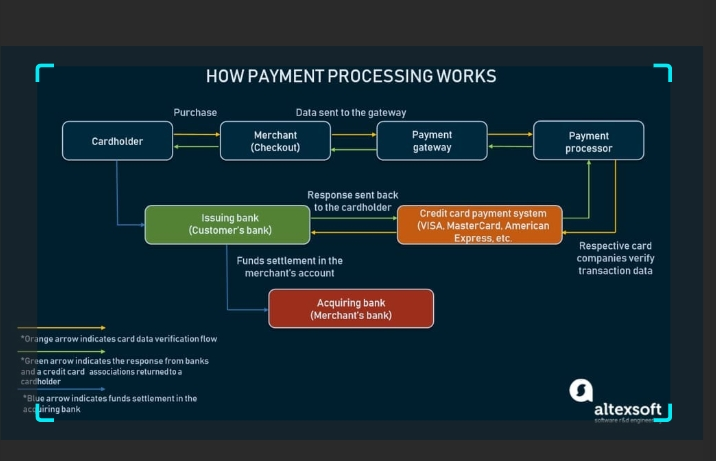 HOW PAYMENT PROCESSING WORKS
Purchase
Data sent to the gateway
Cardholder
Merchant
(Checkout)
Payment
gateway
Payment
processor
Response sent back
to the cardholder
Issuing bank
(Customer's bank)
Credit card payment system
(VISA, MasterCard, American
Express, etc.
Respective card
companies verify
transaction data
Funds settlement in the
merchant's account
Acquiring bank
(Merchant's bank)
*Orange arrow indicates card data verification flow
*Green arrow indicates the response from banks
and a credit card associations returned to a
cardholder
*Blue arrow indicates funds settlement in the
acquiring bank
altexsoft
software r&d engineering